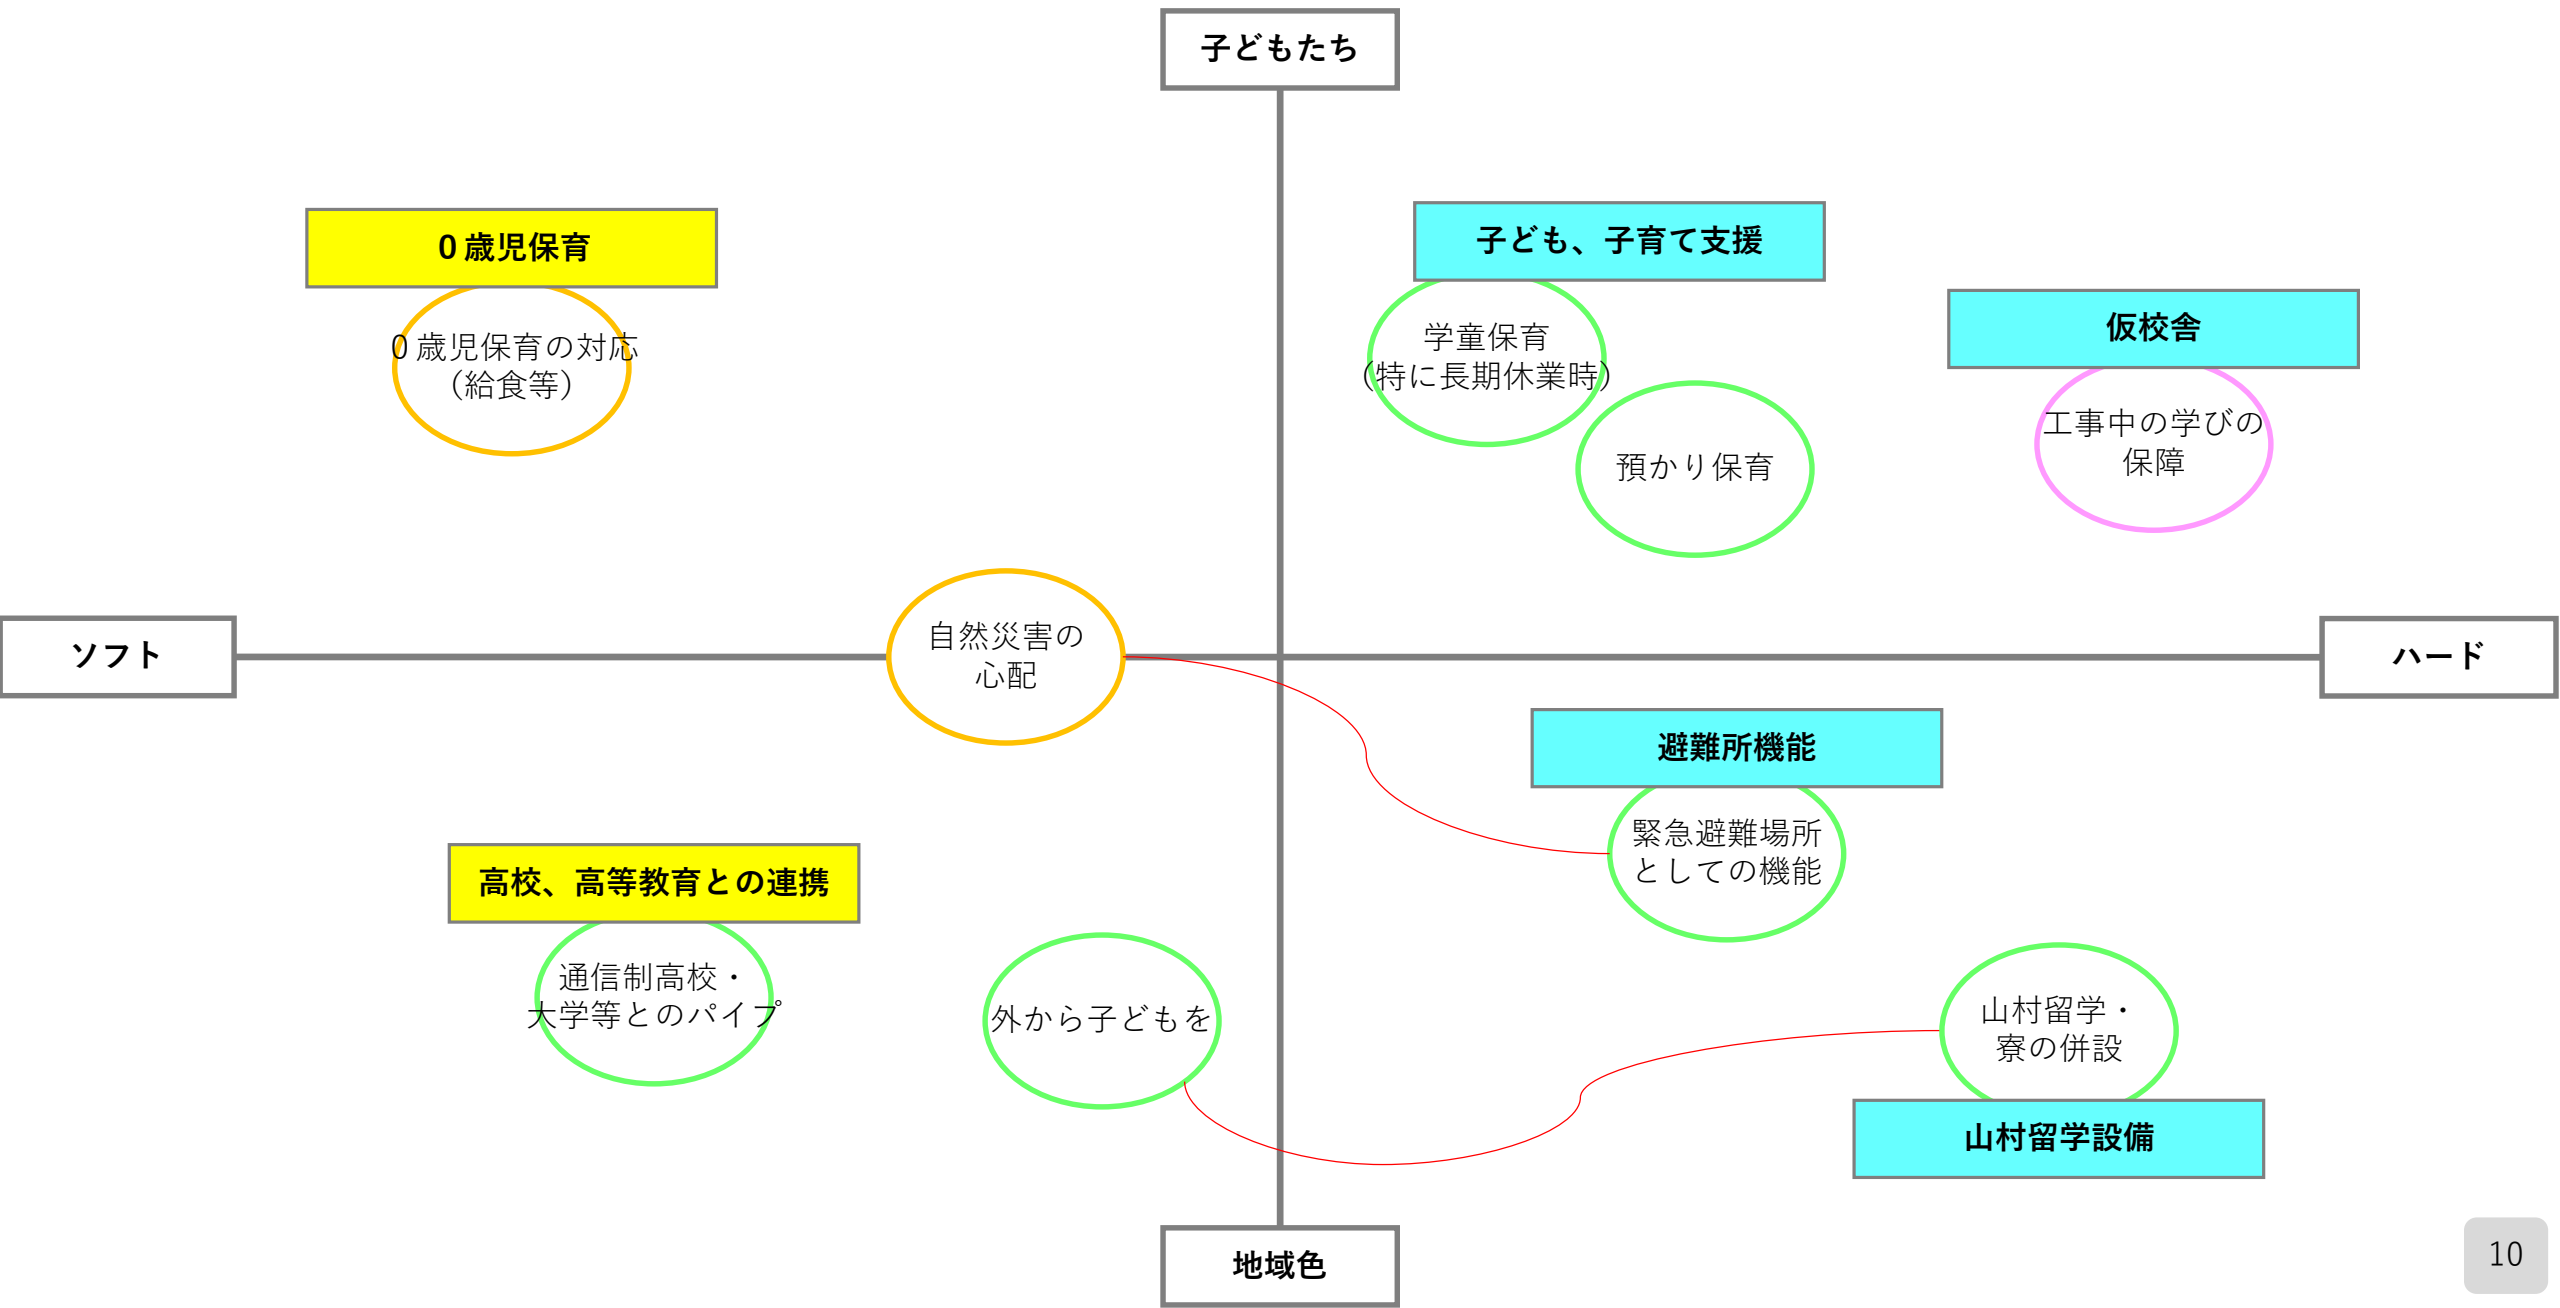 子どもたち
０歳児保育
０歳児保育の対応
（給食等）
子ども、子育て支援
学童保育
（特に長期休業時）
預かり保育
仮校舎
工事中の学びの
保障
ソフト
自然災害の
心配
ハード
避難所機能
緊急避難場所
としての機能
高校、高等教育との連携
通信制高校・
大学等とのパイプ
外から子どもを
山村留学・
寮の併設
山村留学設備
地域色
10